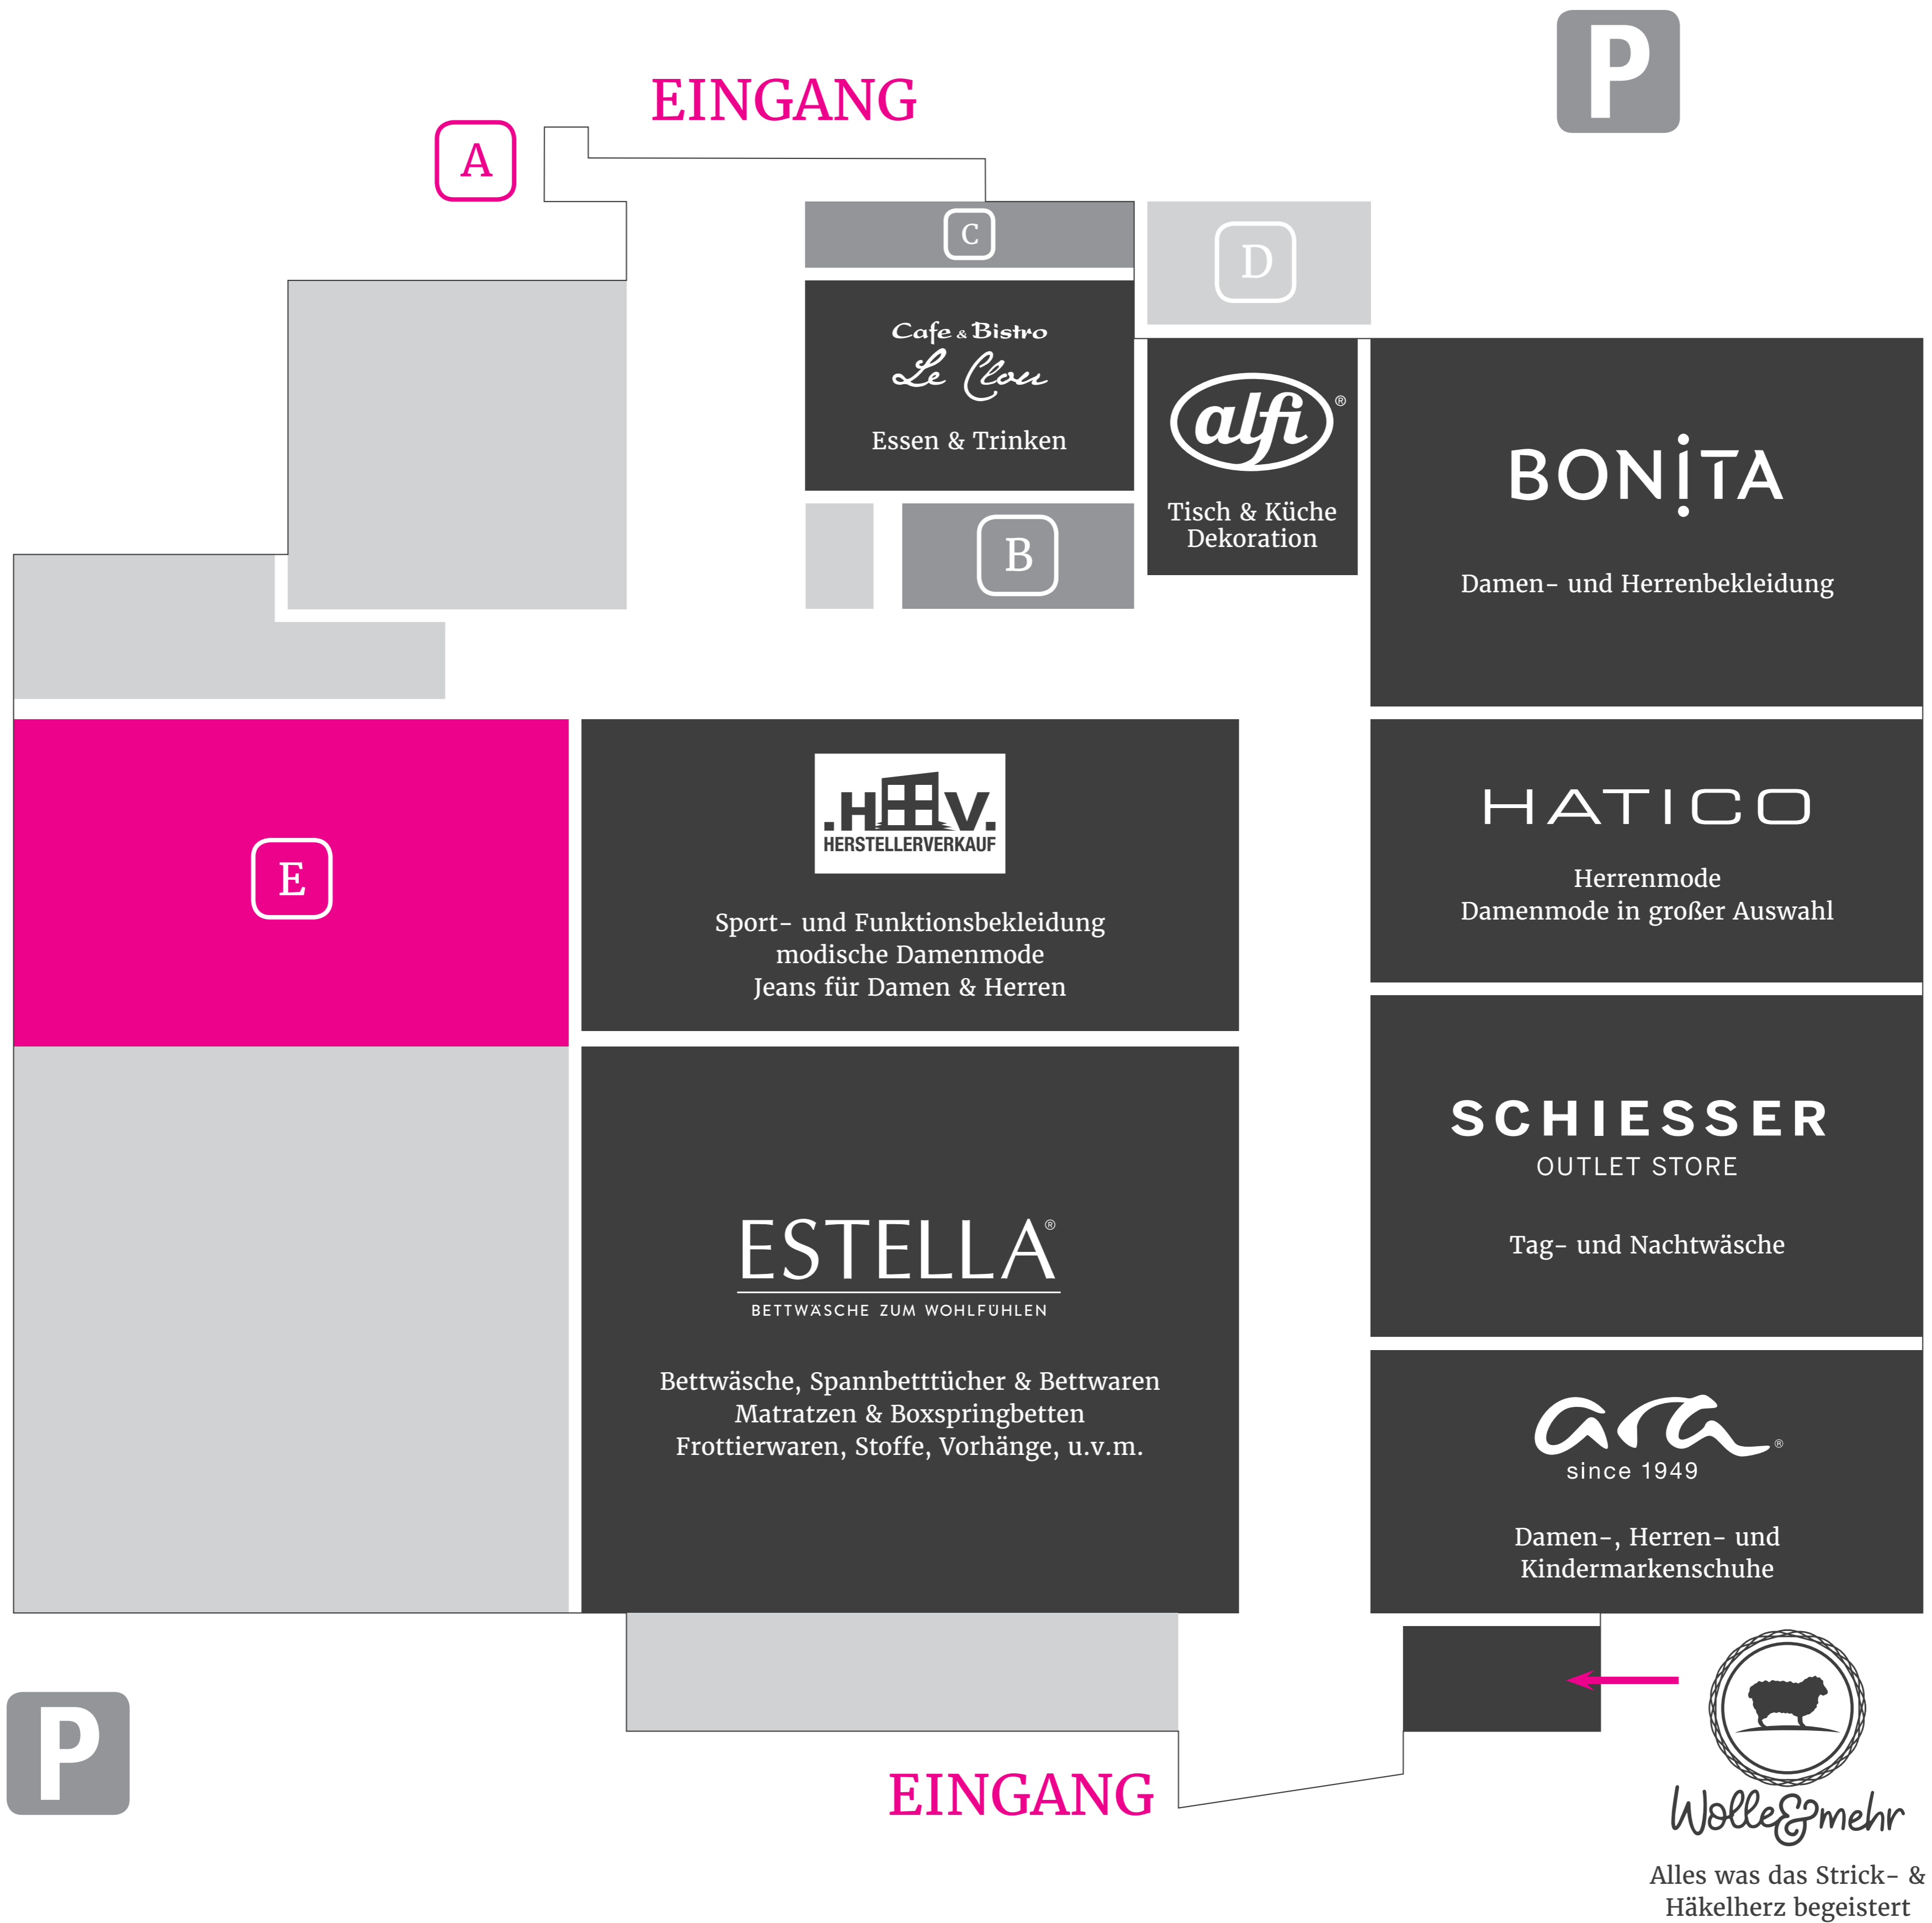 P
EINGANG
A
C
D
Cafe & Bistro
Le Clou
Essen & Trinken
alfi®
Tisch & Küche
Dekoration
B
BONITA
Damen- und Herrenbekleidung
E
.HV.
HERSTELLERVERKAUF
Sport- und Funktionsbekleidung
modische Damenmode
Jeans für Damen & Herren
HATICO
Herrenmode
Damenmode in großer Auswahl
SCHIESSER
OUTLET STORE
Tag- und Nachtwäsche
ESTELLA®
BETTWÄSCHE ZUM WOHLFÜHLEN
Bettwäsche, Spannbetttücher & Bettwaren
Matratzen & Boxspringbetten
Frottierwaren, Stoffe, Vorhänge, u.v.m.
ara®
since 1949
Damen-, Herren- und
Kindermarkenschuhe
P
EINGANG
Wolle&mehr
Alles was das Strick- &
Häkelherz begeistert